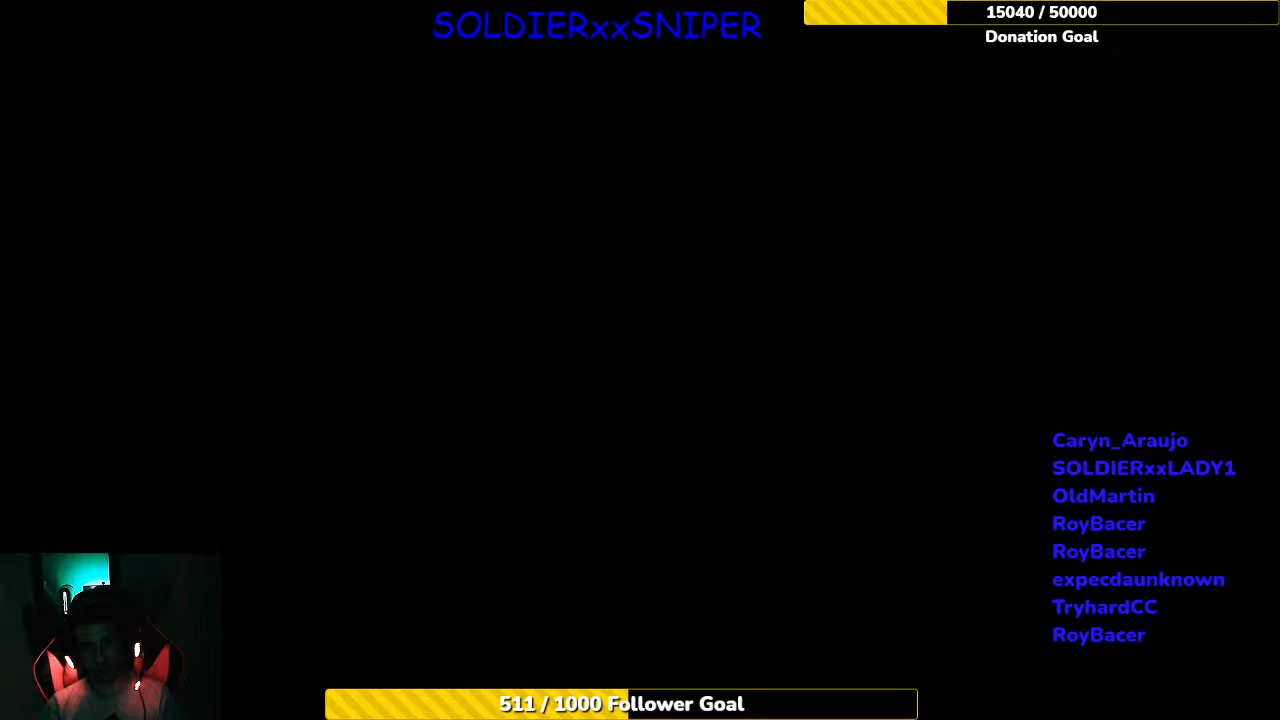 SOLDIERxxSNIPER
15040 / 50000
Donation Goal
Caryn_Araujo
SOLDIERxxLADY1
OldMartin
RoyBacer
RoyBacer
expecdaunknown
TryhardCC
RoyBacer
511 / 1000 Follower Goal